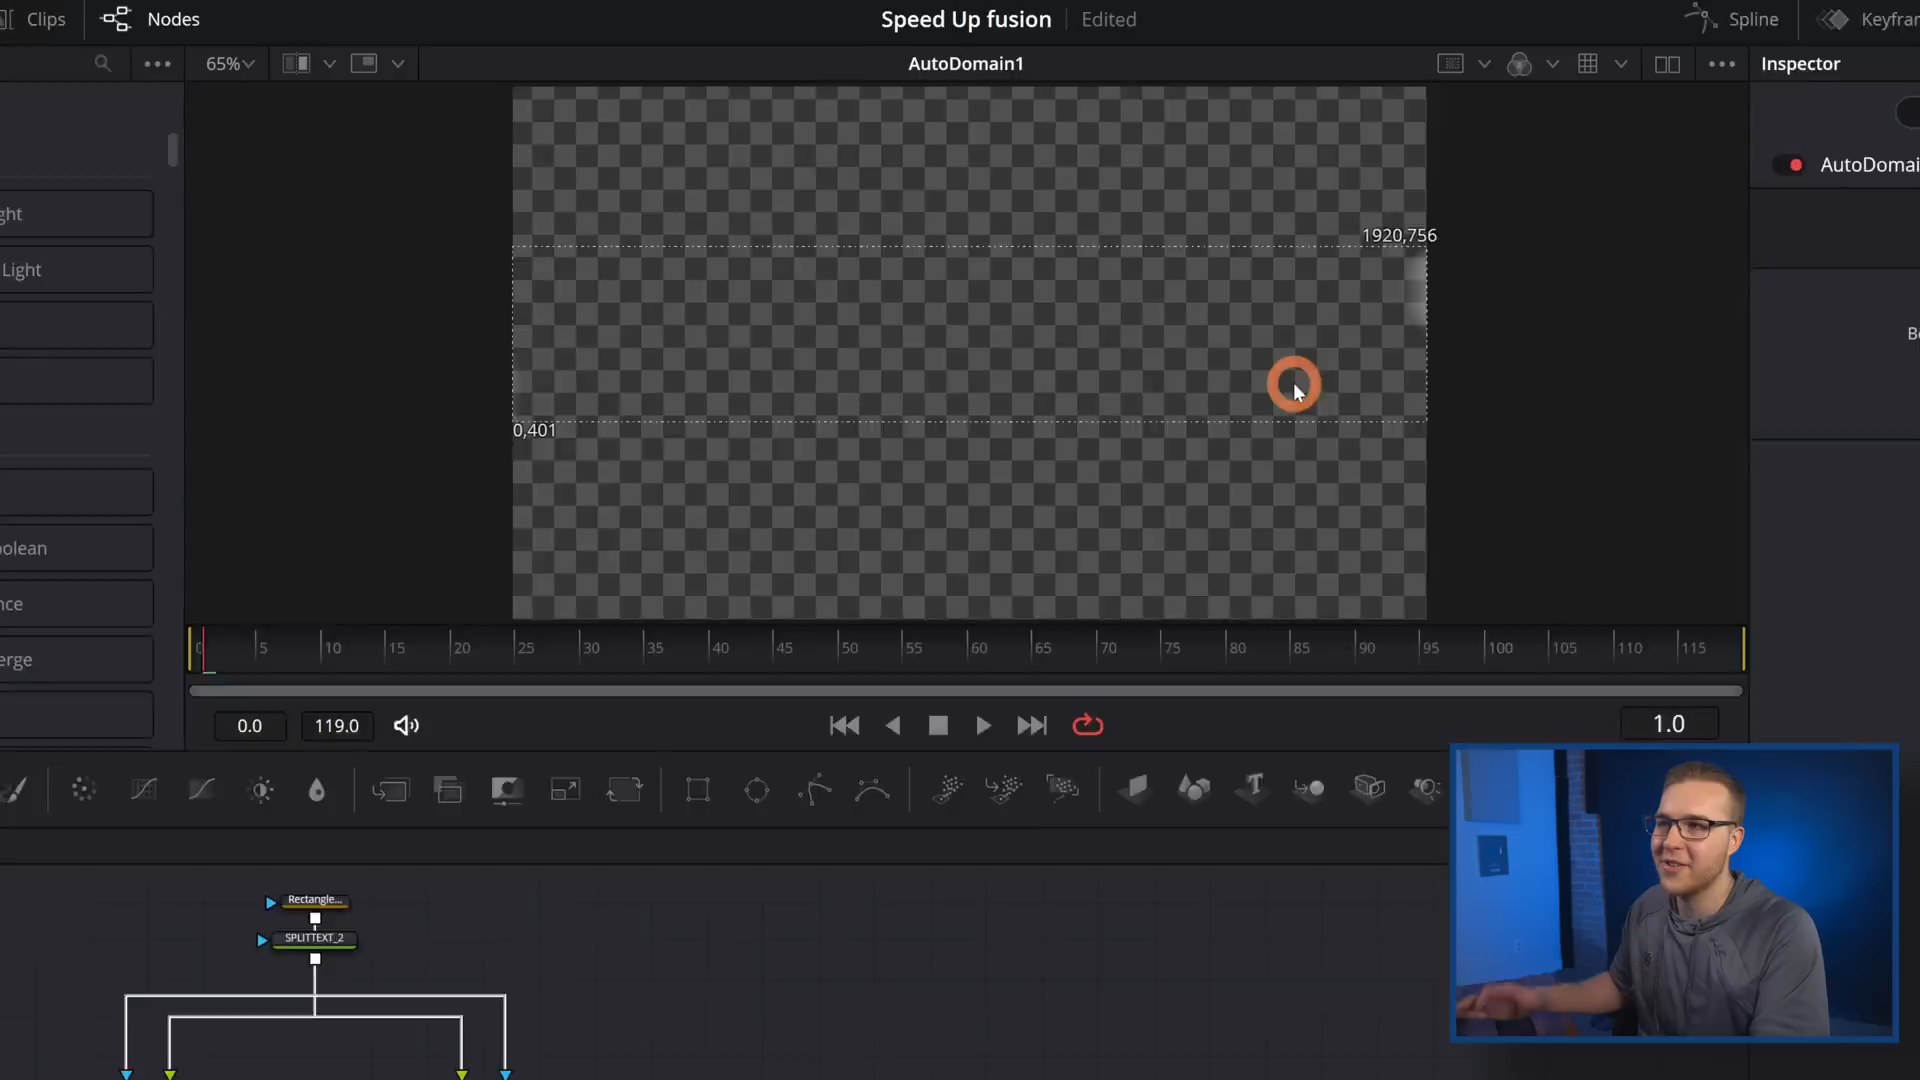 Clips
Nodes
Speed Up fusion
Edited
Spline
Keyfram
65%
AutoDomain1
Inspector
AutoDomai
ght
Light
1920,756
0,401
oolean
nce
erge
5 10 15 20 25 30 35 40 45 50 55 60 65 70 75 80 85 90 95 100 105 110 115
0.0
119.0
1.0
Rectangle...
SPLITTEXT_2